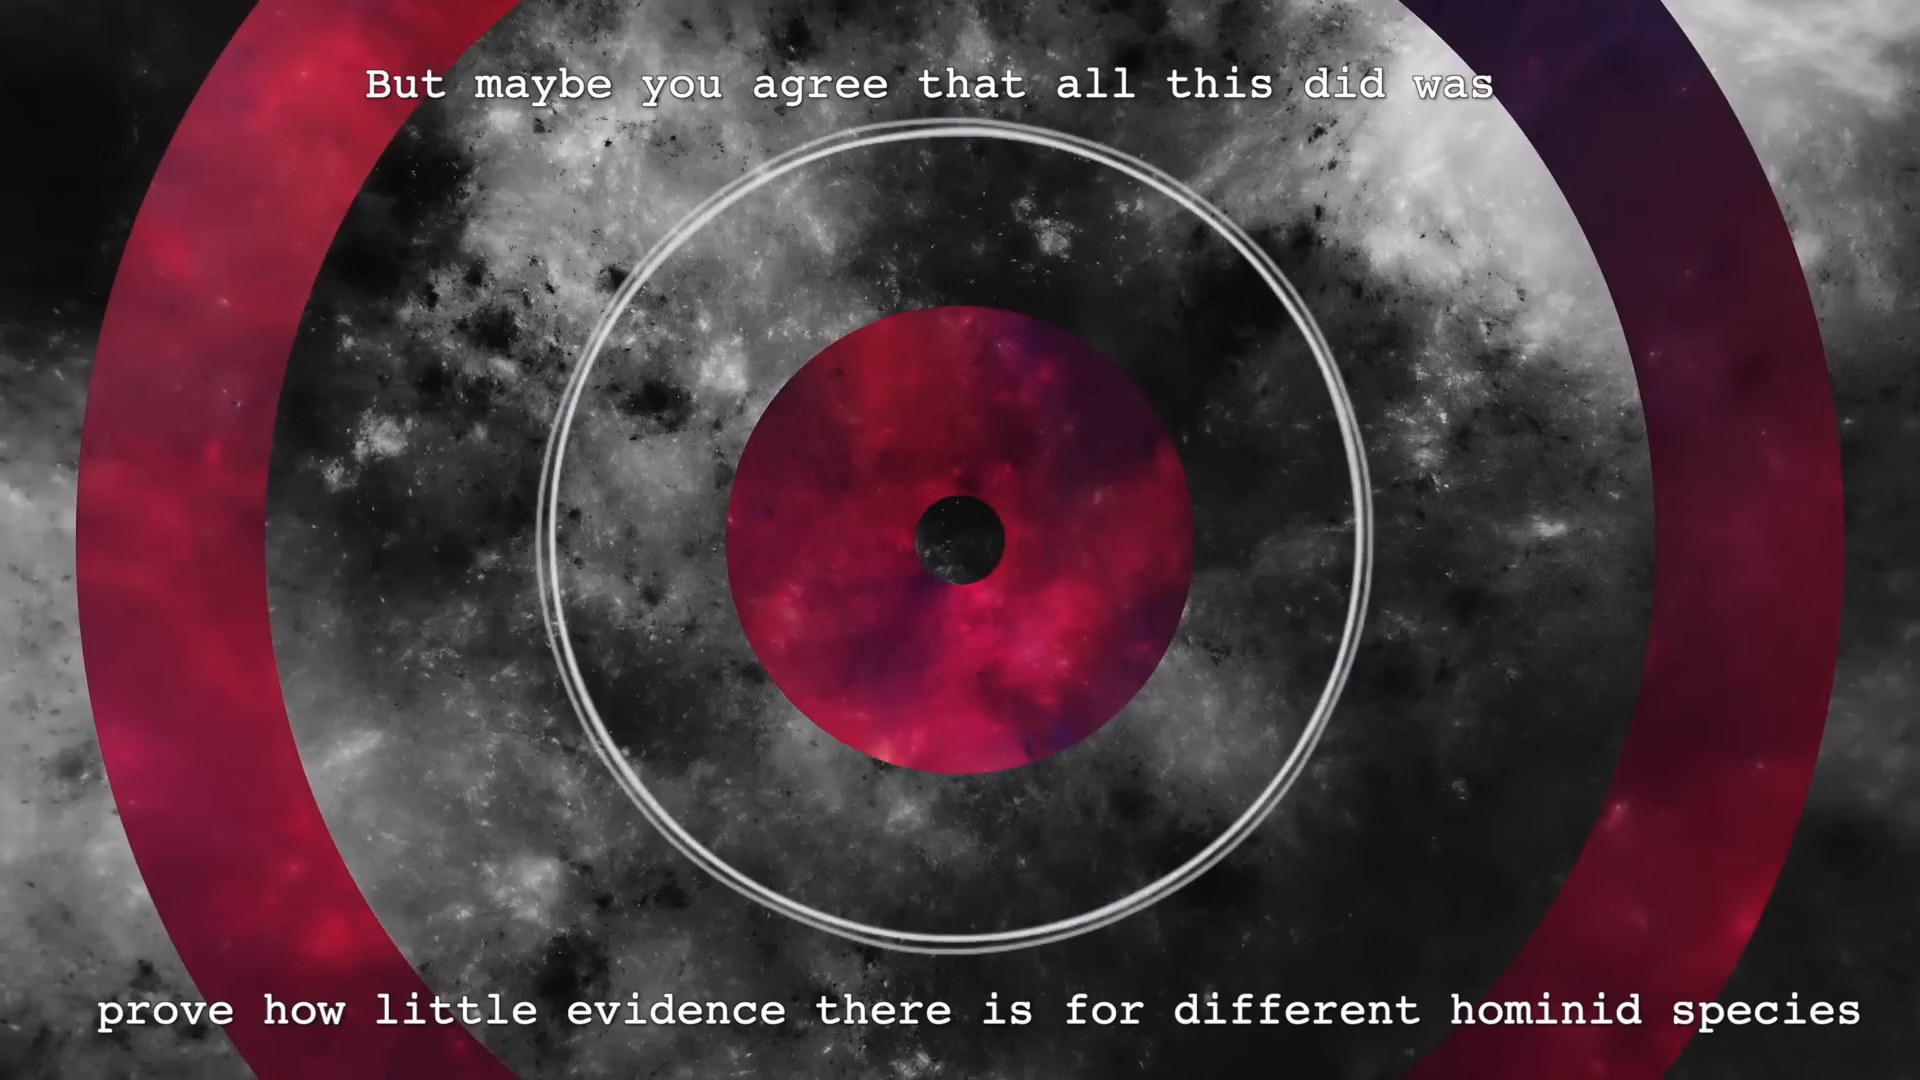 But maybe you agree that all this did was
prove how little evidence there is for different hominid species